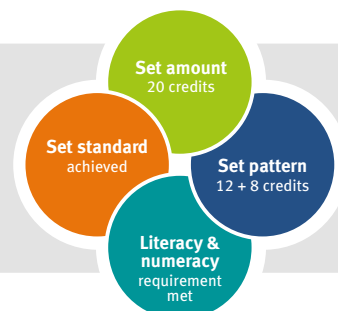 Set amount
20 credits
Set standard
achieved
Set pattern
12 + 8 credits
Literacy &
numeracy
requirement
met